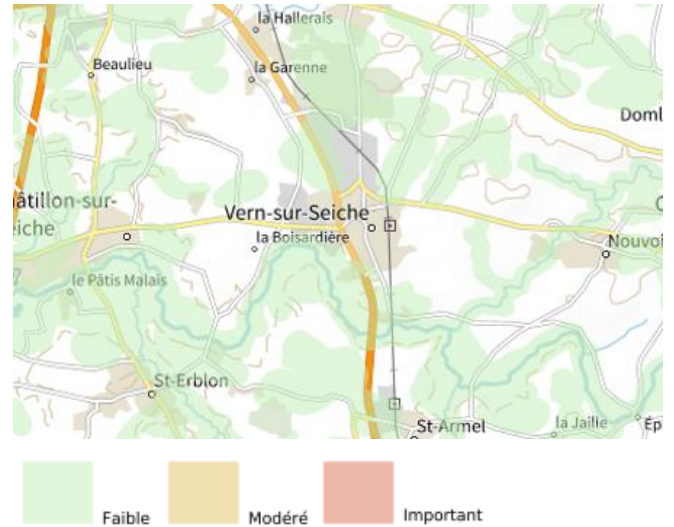 la Hallerais
Beaulieu
la Garenne
Doml
âtillon-sur-
eiche
Vern-sur-Seiche
la Boisardière
Nouvoi
le Pâtis Malais
St-Erblon
St-Armel
la Jaille
Ép
Faible
Modéré
Important